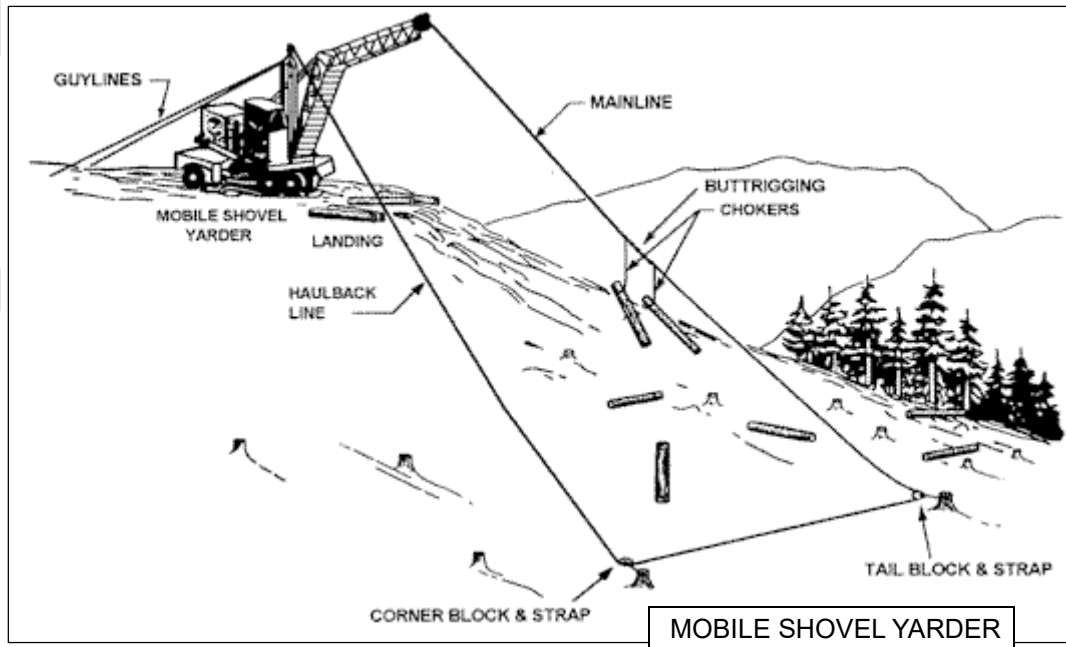 GUYLINES
MAINLINE
BUTTRIGGING
CHOKERS
MOBILE SHOVEL
YARDER
LANDING
HAULBACK
LINE
TAIL BLOCK & STRAP
CORNER BLOCK & STRAP
MOBILE SHOVEL YARDER